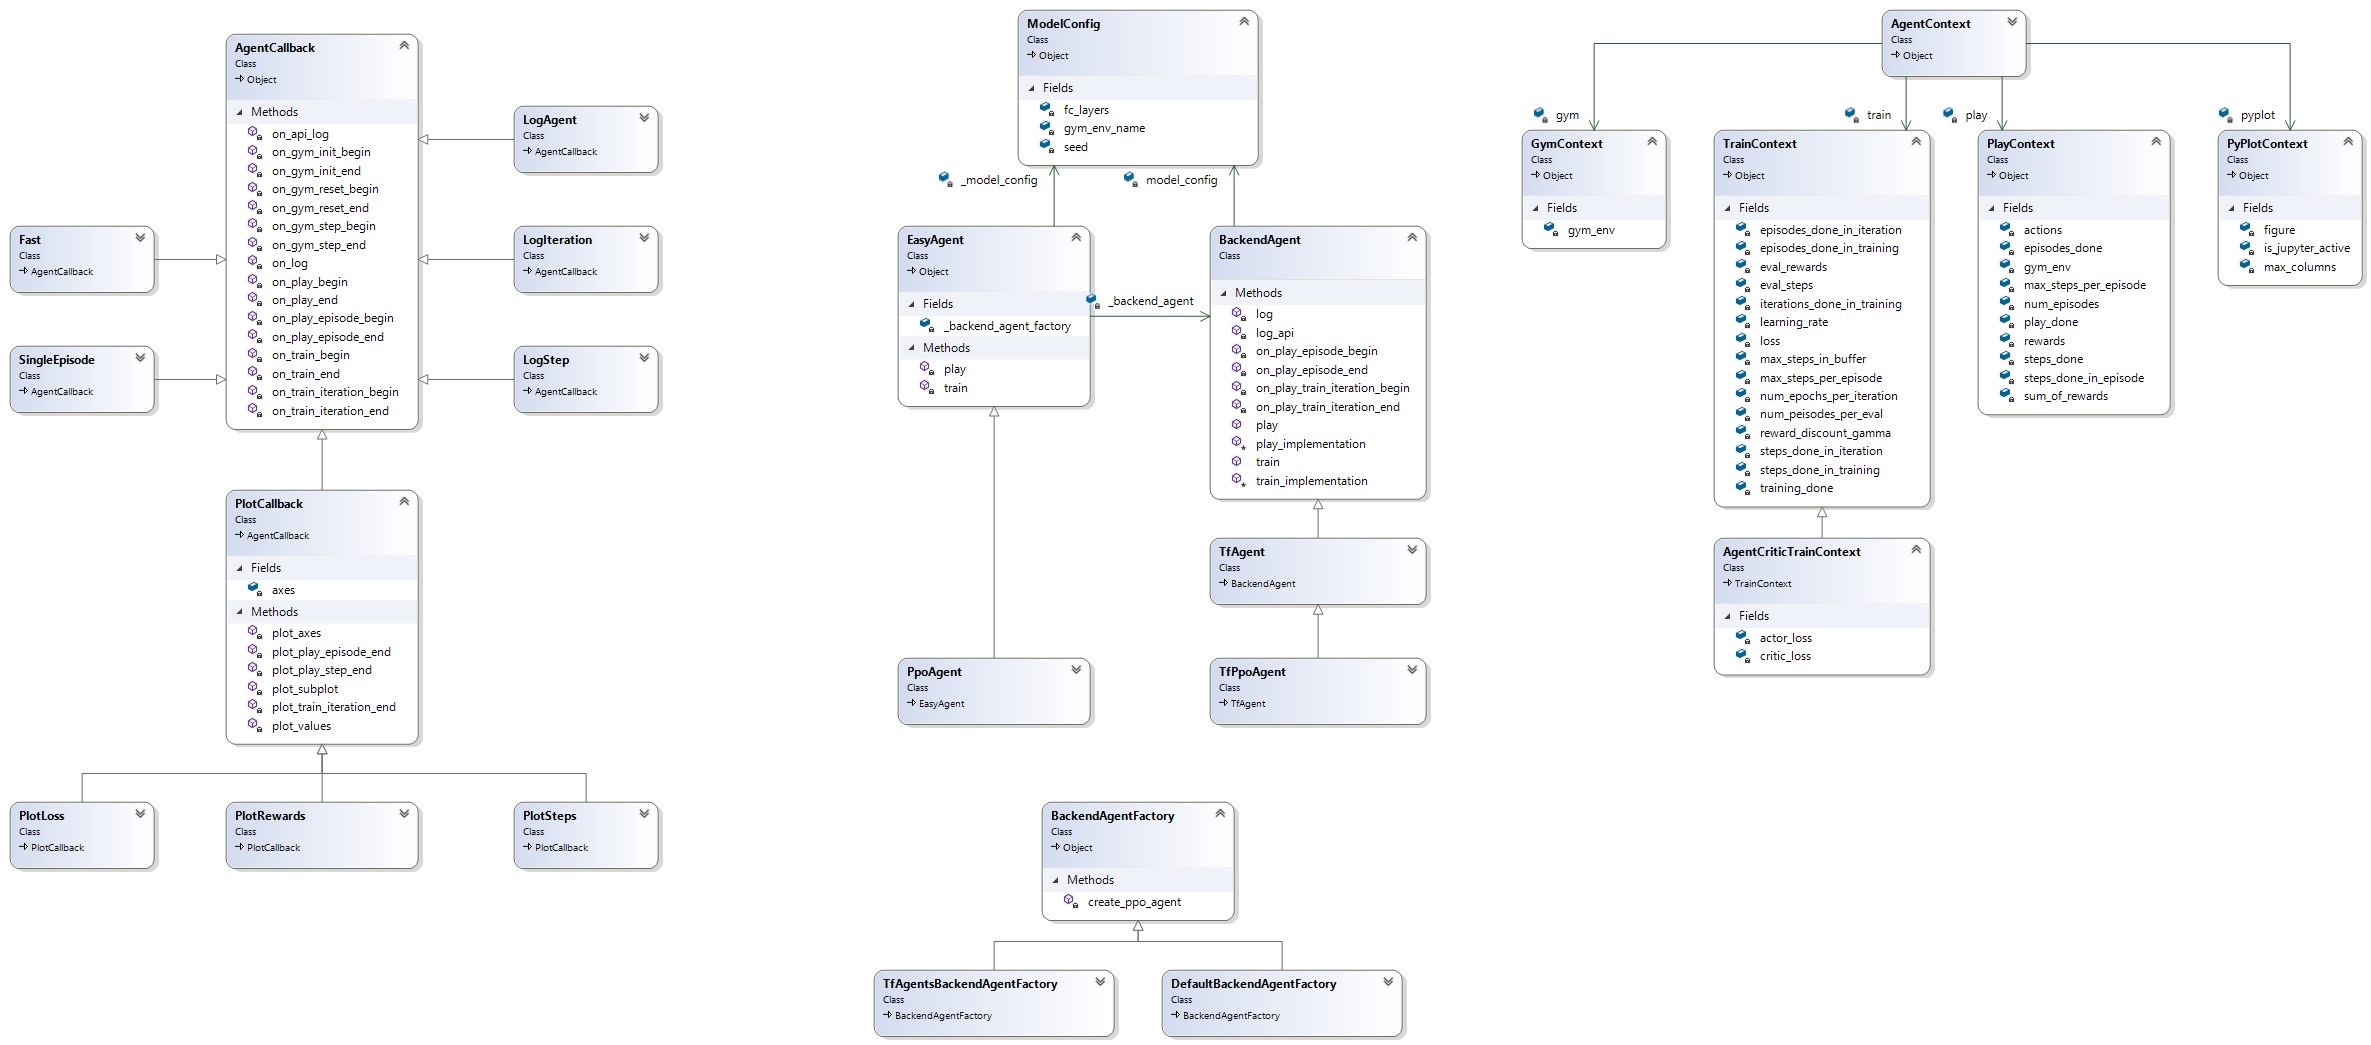 AgentCallback
Class
Object
Methods
on_api_log
on_gym_init_begin
on_gym_init_end
on_gym_reset_begin
on_gym_reset_end
on_gym_step_begin
on_gym_step_end
on_log
on_play_begin
on_play_end
on_play_episode_begin
on_play_episode_end
on_train_begin
on_train_end
on_train_iteration_begin
on_train_iteration_end
LogAgent
Class
AgentCallback
Fast
Class
AgentCallback
LogIteration
Class
AgentCallback
SingleEpisode
Class
AgentCallback
LogStep
Class
AgentCallback
PlotCallback
Class
AgentCallback
Fields
axes
Methods
plot_axes
plot_play_episode_end
plot_play_step_end
plot_subplot
plot_train_iteration_end
plot_values
PlotLoss
Class
PlotCallback
PlotRewards
Class
PlotCallback
PlotSteps
Class
PlotCallback
ModelConfig
Class
Object
Fields
fc_layers
gym_env_name
seed
_model_config
model_config
EasyAgent
Class
Object
Fields
_backend_agent_factory
Methods
play
train
_backend_agent
BackendAgent
Class
Methods
log
log_api
on_play_episode_begin
on_play_episode_end
on_play_train_iteration_begin
on_play_train_iteration_end
play
play_implementation
train
train_implementation
TfAgent
Class
BackendAgent
PpoAgent
Class
EasyAgent
TfPpoAgent
Class
TfAgent
BackendAgentFactory
Class
Object
Methods
create_ppo_agent
TfAgentsBackendAgentFactory
Class
BackendAgentFactory
DefaultBackendAgentFactory
Class
BackendAgentFactory
AgentContext
Class
Object
gym
train
play
pyplot
GymContext
Class
Object
Fields
gym_env
TrainContext
Class
Object
Fields
episodes_done_in_iteration
episodes_done_in_training
eval_rewards
eval_steps
iterations_done_in_training
learning_rate
loss
max_steps_in_buffer
max_steps_per_episode
num_epochs_per_iteration
num_peisodes_per_eval
reward_discount_gamma
steps_done_in_iteration
steps_done_in_training
training_done
PlayContext
Class
Object
Fields
actions
episodes_done
gym_env
max_steps_per_episode
num_episodes
play_done
rewards
steps_done
steps_done_in_episode
sum_of_rewards
PyPlotContext
Class
Object
Fields
figure
is_jupyter_active
max_columns
AgentCriticTrainContext
Class
TrainContext
Fields
actor_loss
critic_loss